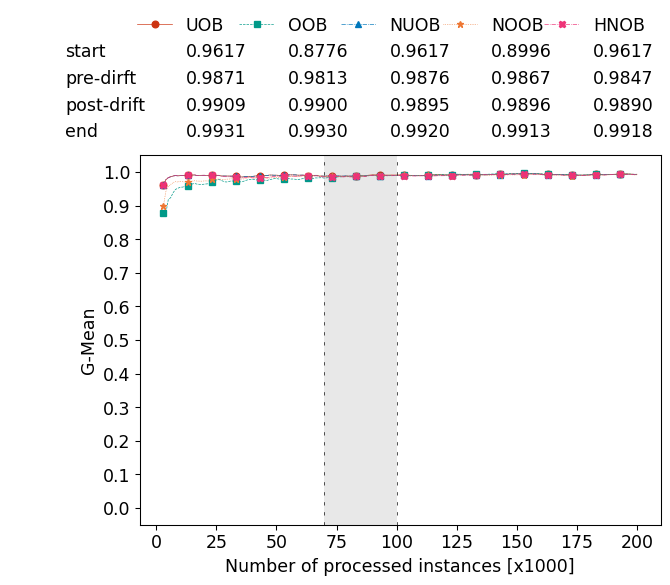 UOB OOB NUOB NOOB HNOB
start 0.9617 0.8776 0.9617 0.8996 0.9617
pre-dirft 0.9871 0.9813 0.9876 0.9867 0.9847
post-drift 0.9909 0.9900 0.9895 0.9896 0.9890
end 0.9931 0.9930 0.9920 0.9913 0.9918
1.0
0.9
0.8
0.7
0.6
0.5
0.4
0.3
0.2
0.1
0.0
G-Mean
0 25 50 75 100 125 150 175 200
Number of processed instances [x1000]